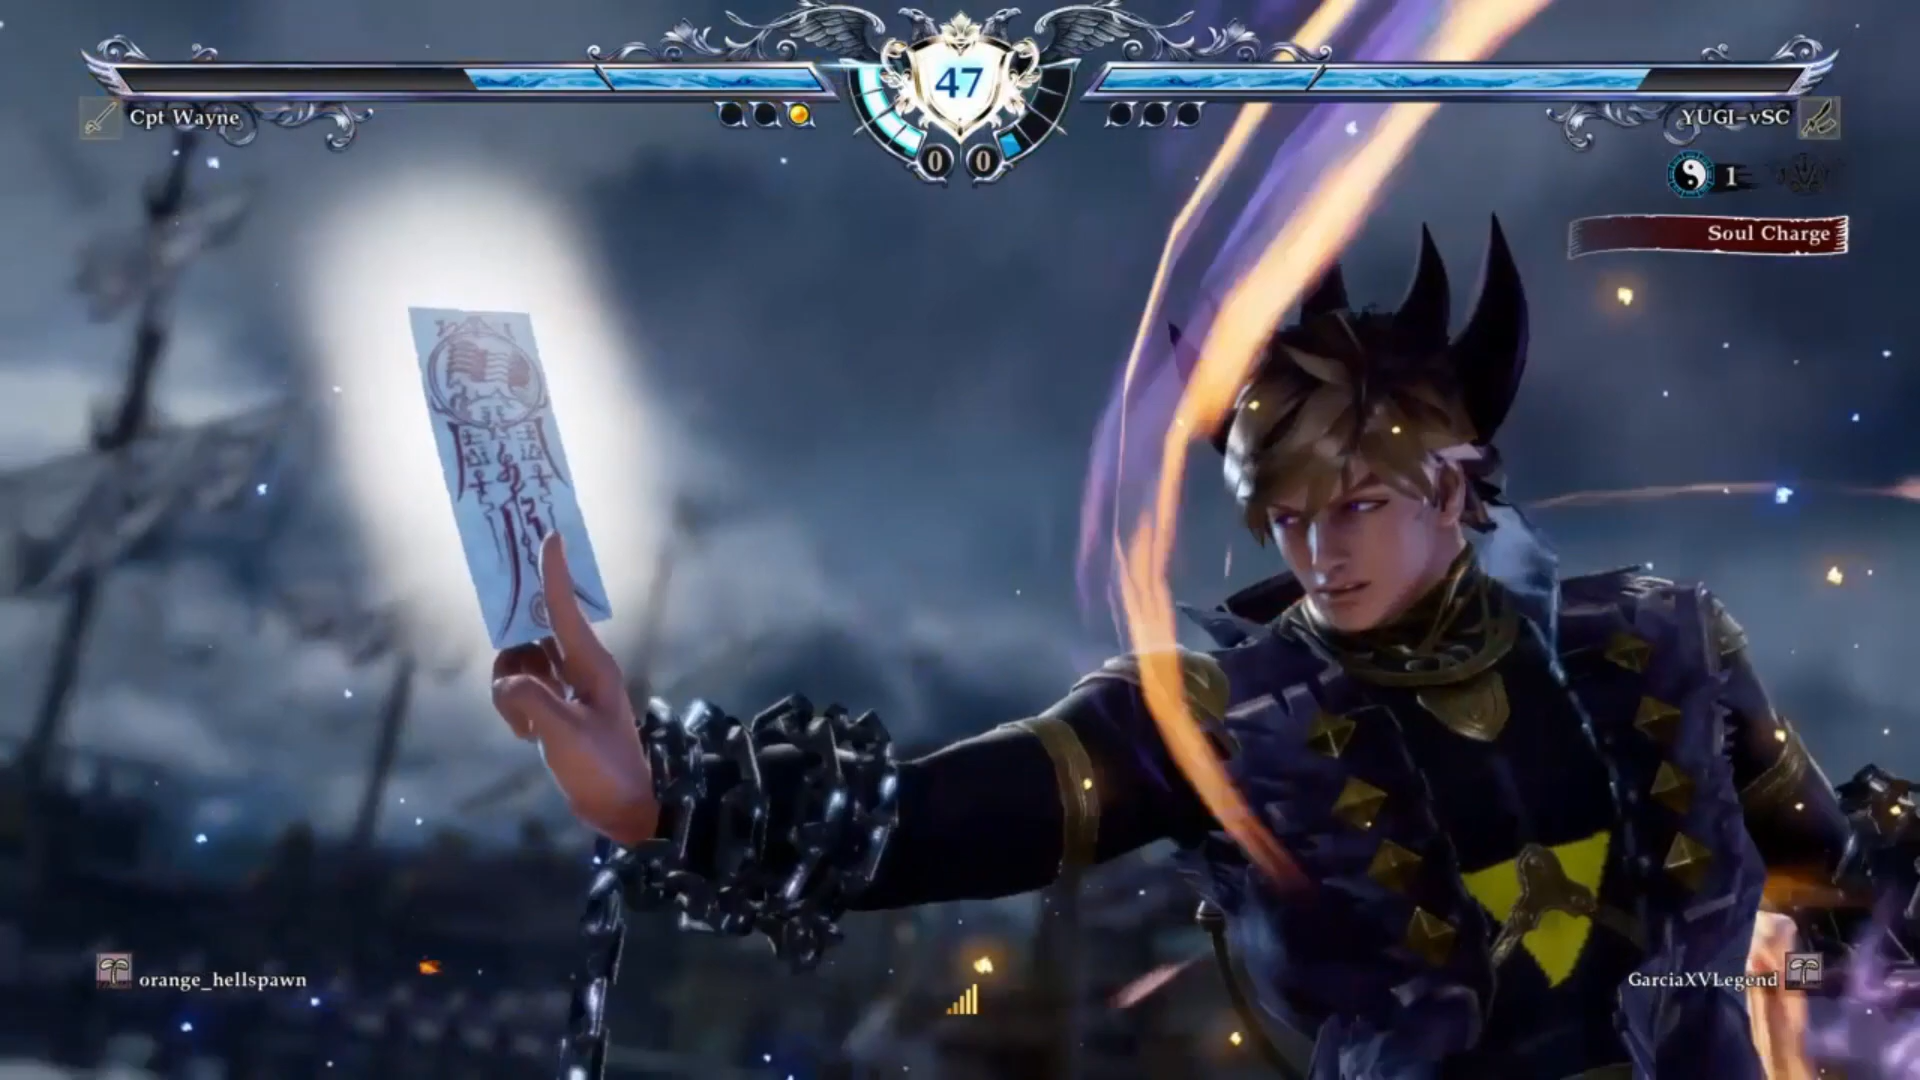 47
Cpt Wayne
YUGI-vSC
0
0
1
Soul Charge
orange_hellspawn
GarciaXVLegend